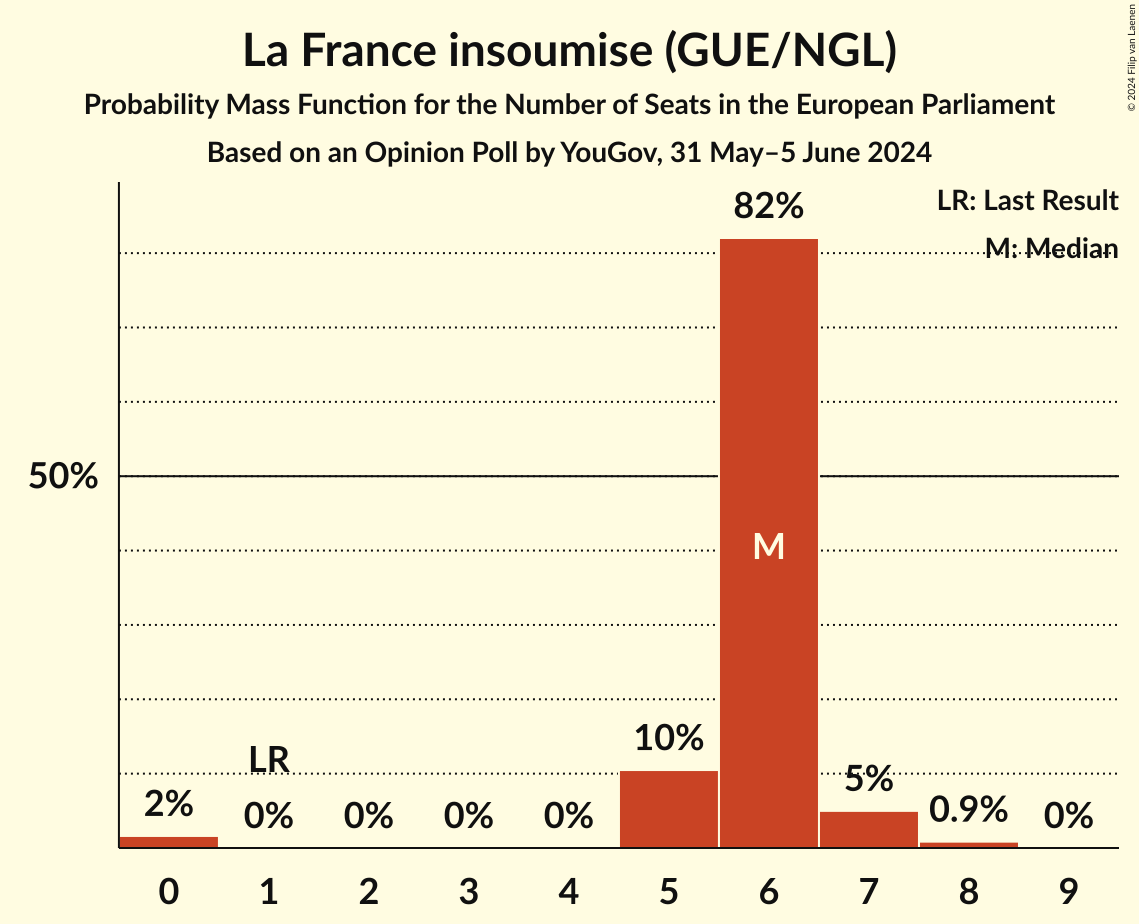 La France insoumise (GUE/NGL)
Probability Mass Function for the Number of Seats in the European Parliament
Based on an Opinion Poll by YouGov, 31 May–5 June 2024
© 2024 Filip van Laenen
LR: Last Result
M: Median
82%
50%
M
10%
LR
5%
2%
0%
0%
0%
0%
0.9%
0%
0 1 2 3 4 5 6 7 8 9